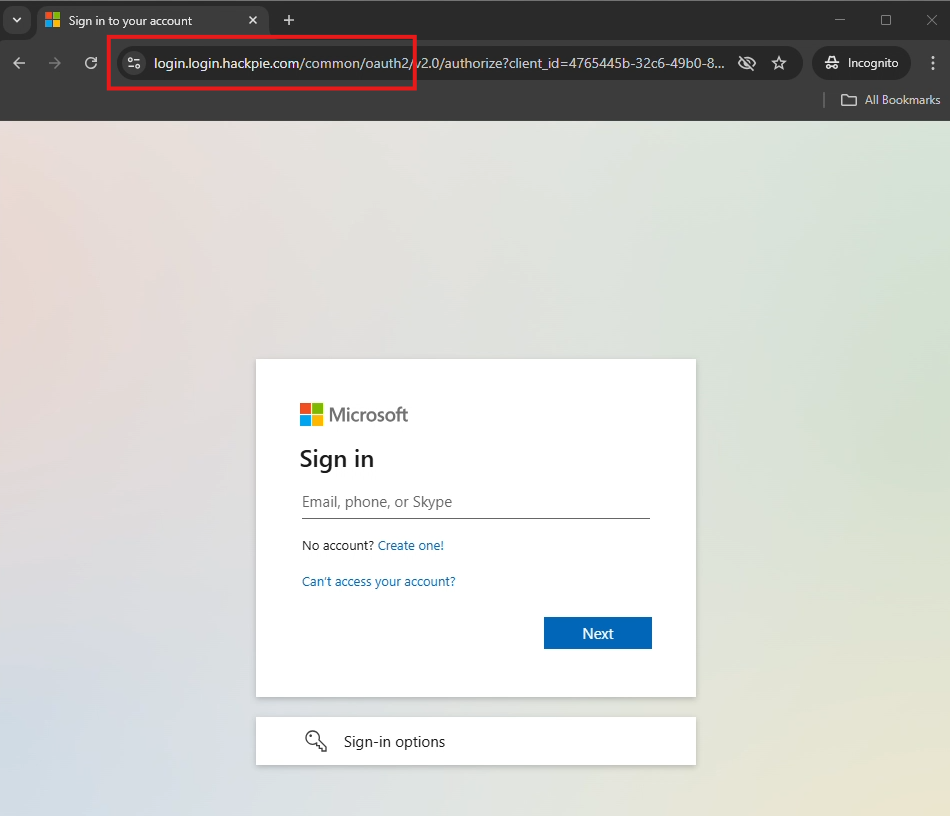 Sign in to your account
login.login.hackpie.com/common/oauth2/v2.0/authorize?client_id=4765445b-32c6-49b0-8...
Incognito
All Bookmarks
Microsoft
Sign in
Email, phone, or Skype
No account? Create one!
Can't access your account?
Next
Sign-in options